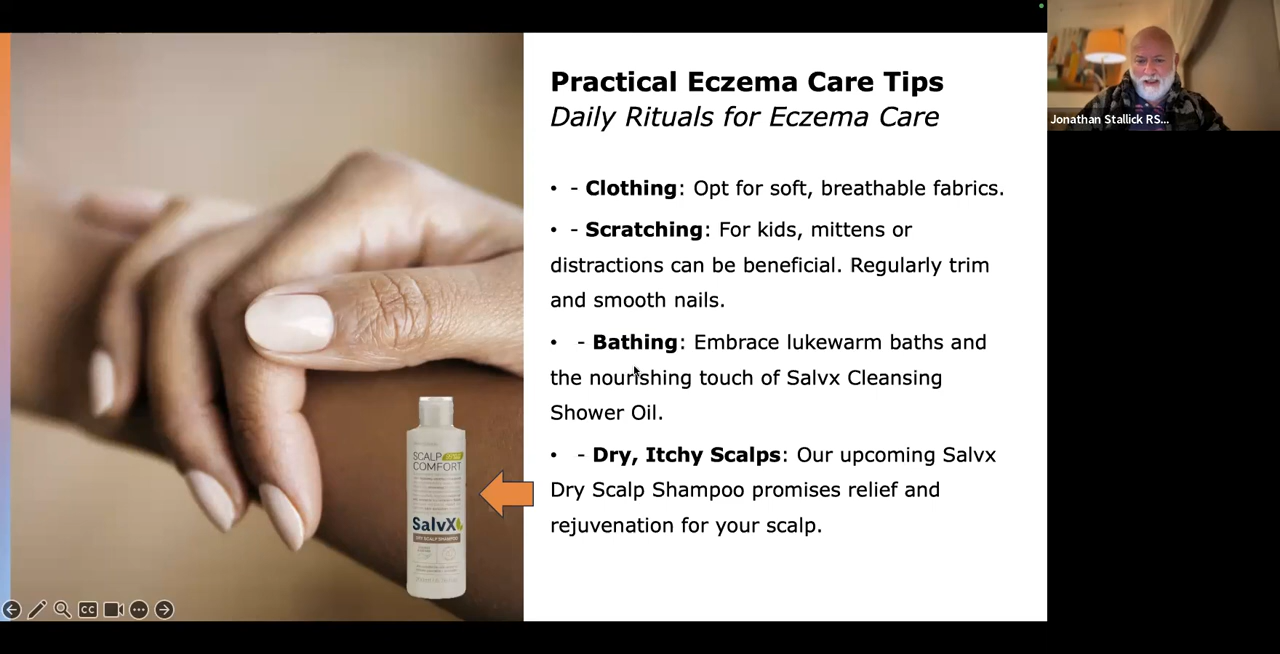 Practical Eczema Care Tips
Daily Rituals for Eczema Care
• - Clothing: Opt for soft, breathable fabrics.
• - Scratching: For kids, mittens or
distractions can be beneficial. Regularly trim
and smooth nails.
• - Bathing: Embrace lukewarm baths and
the nourishing touch of Salvx Cleansing
Shower Oil.
• - Dry, Itchy Scalps: Our upcoming Salvx
Dry Scalp Shampoo promises relief and
rejuvenation for your scalp.
SCALP
COMFORT
SalvX
DRY SCALP SHAMPOO
CC
Jonathan Stallick RS...